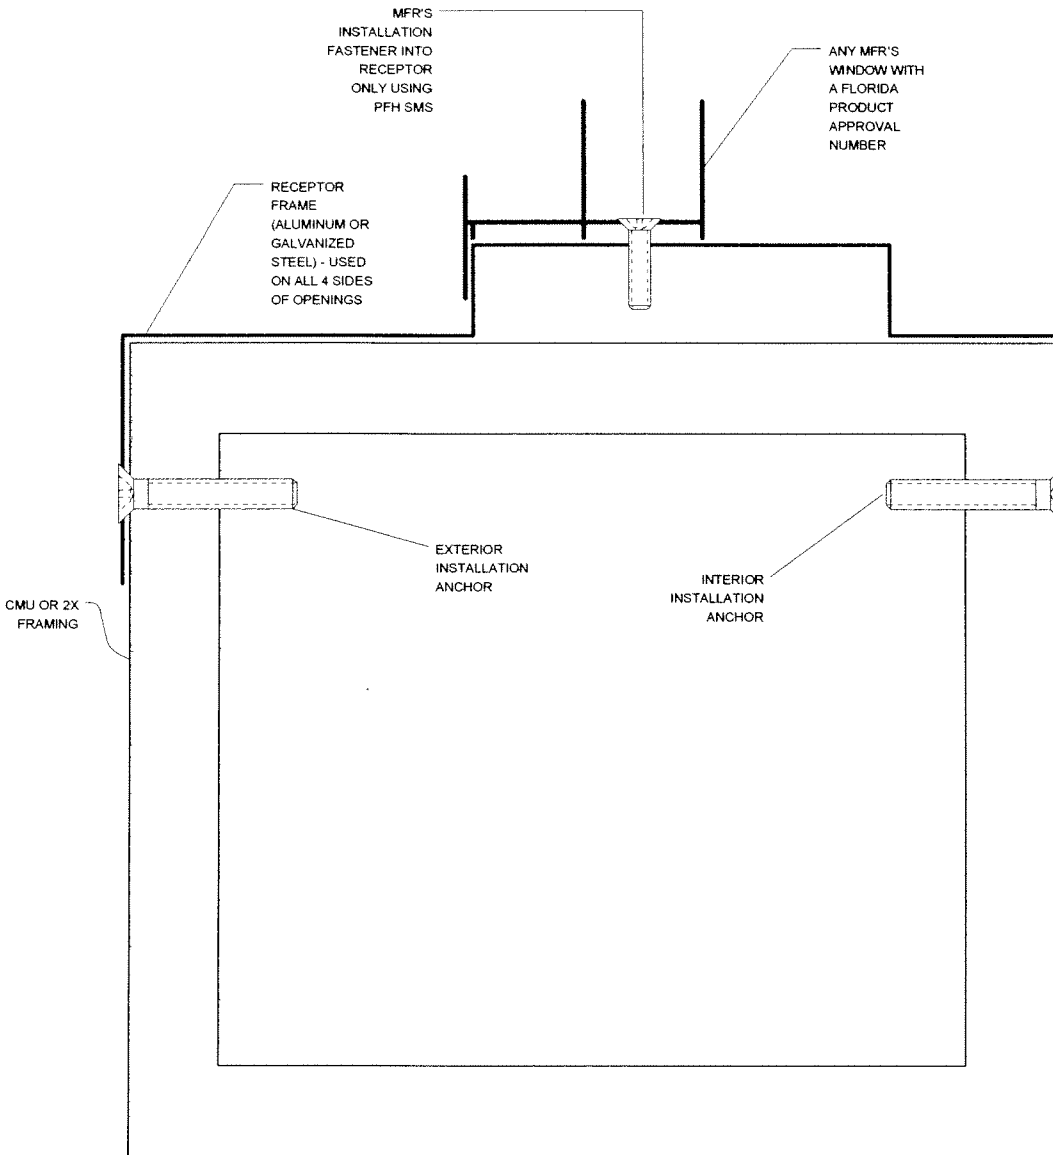 MFR'S
INSTALLATION
FASTENER INTO
RECEPTOR
ONLY USING
PFH SMS
ANY MFR'S
WINDOW WITH
A FLORIDA
PRODUCT
APPROVAL
NUMBER
RECEPTOR
FRAME
(ALUMINUM OR
GALVANIZED
STEEL) - USED
ON ALL 4 SIDES
OF OPENINGS
EXTERIOR
INSTALLATION
ANCHOR
INTERIOR
INSTALLATION
ANCHOR
CMU OR 2X
FRAMING